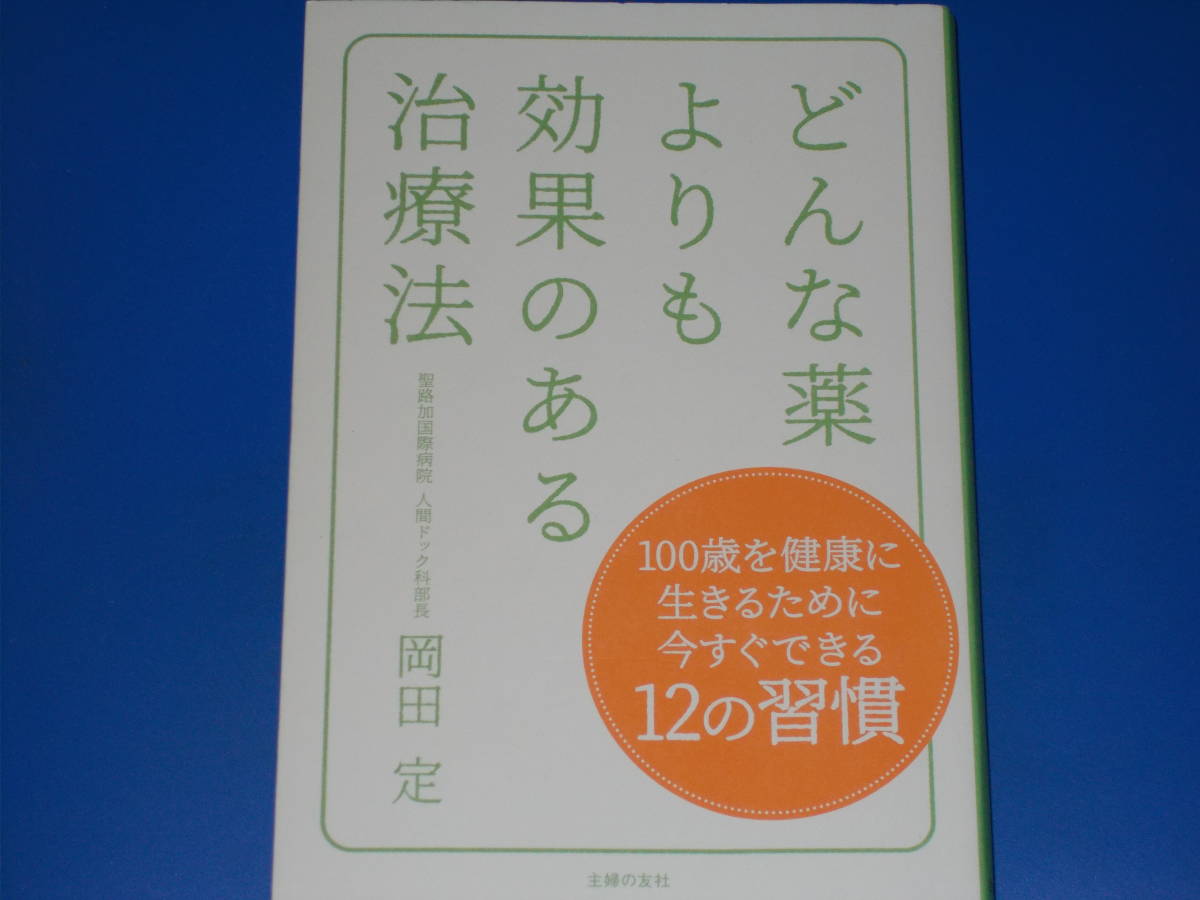 どんな薬
よりも
効果のある
治療法
聖路加国際病院 人間ドック科部長
岡田 定
100歳を健康に
生きるために
今すぐできる
12の習慣
主婦の友社